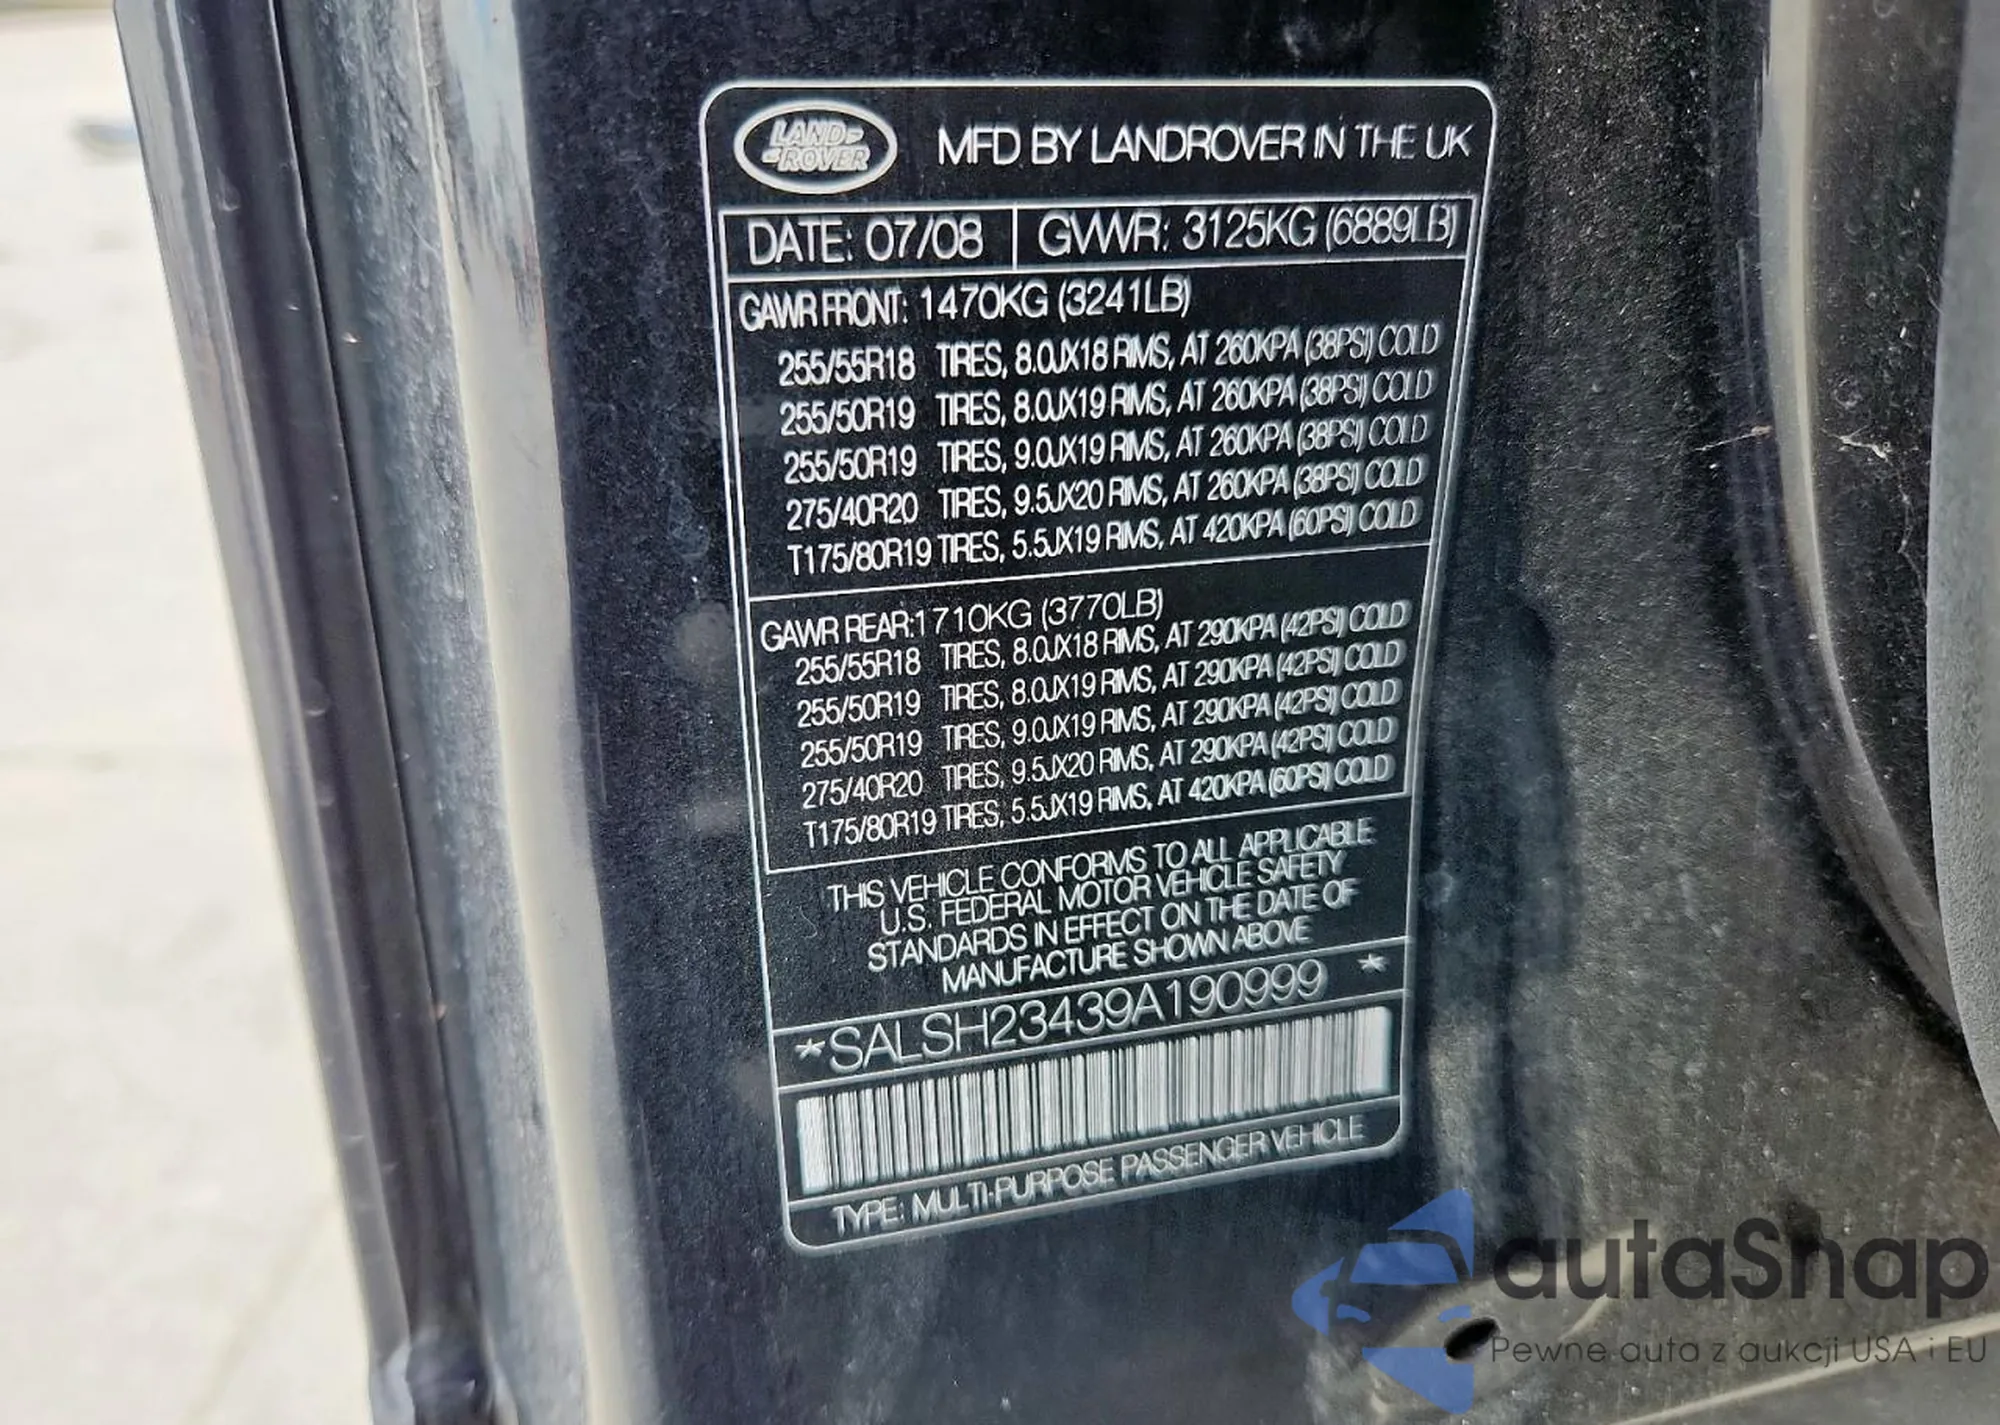 LAND ROVER
MFD BY LANDROVER IN THE UK
DATE: 07/08 GVWR: 3125KG (6889LB)
GAWR FRONT: 1470KG (3241LB)
255/55R18 TIRES, 8.0JX18 RIMS, AT 260KPA (38PSI) COLD
255/50R19 TIRES, 8.0JX19 RIMS, AT 260KPA (38PSI) COLD
255/50R19 TIRES, 9.0JX19 RIMS, AT 260KPA (38PSI) COLD
275/40R20 TIRES, 9.5JX20 RIMS, AT 260KPA (38PSI) COLD
T175/80R19 TIRES, 5.5JX19 RIMS, AT 420KPA (60PSI) COLD
GAWR REAR:1710KG (3770LB)
255/55R18 TIRES, 8.0JX18 RIMS, AT 290KPA (42PSI) COLD
255/50R19 TIRES, 8.0JX19 RIMS, AT 290KPA (42PSI) COLD
255/50R19 TIRES, 9.0JX19 RIMS, AT 290KPA (42PSI) COLD
275/40R20 TIRES, 9.5JX20 RIMS, AT 290KPA (42PSI) COLD
T175/80R19 TIRES, 5.5JX19 RIMS, AT 420KPA (60PSI) COLD
THIS VEHICLE CONFORMS TO ALL APPLICABLE
U.S. FEDERAL MOTOR VEHICLE SAFETY
STANDARDS IN EFFECT ON THE DATE OF
MANUFACTURE SHOWN ABOVE
*SALSH23439A190999 *
TYPE: MULTI-PURPOSE PASSENGER VEHICLE
autaSnap
Pewne auta z aukcji USA i EU